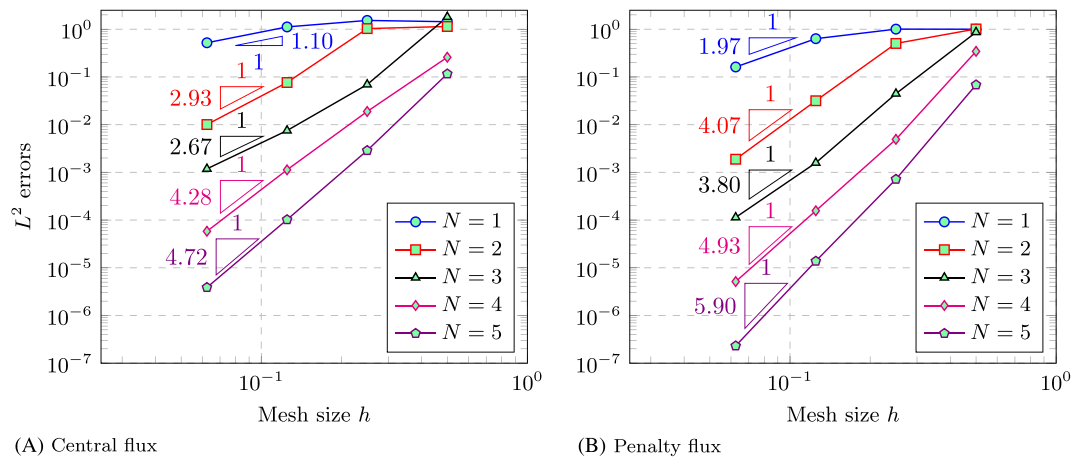 10^0
10^{-1}
10^{-2}
10^{-3}
10^{-4}
10^{-5}
10^{-6}
10^{-7}
L^2 errors
10^{-1}
10^0
Mesh size h
1.10
1
1
2.93
1
2.67
1
4.28
1
4.72
N = 1
N = 2
N = 3
N = 4
N = 5
(A) Central flux
10^0
10^{-1}
10^{-2}
10^{-3}
10^{-4}
10^{-5}
10^{-6}
10^{-7}
10^{-1}
10^0
Mesh size h
1
1.97
1
4.07
1
3.80
1
4.93
1
5.90
N = 1
N = 2
N = 3
N = 4
N = 5
(B) Penalty flux